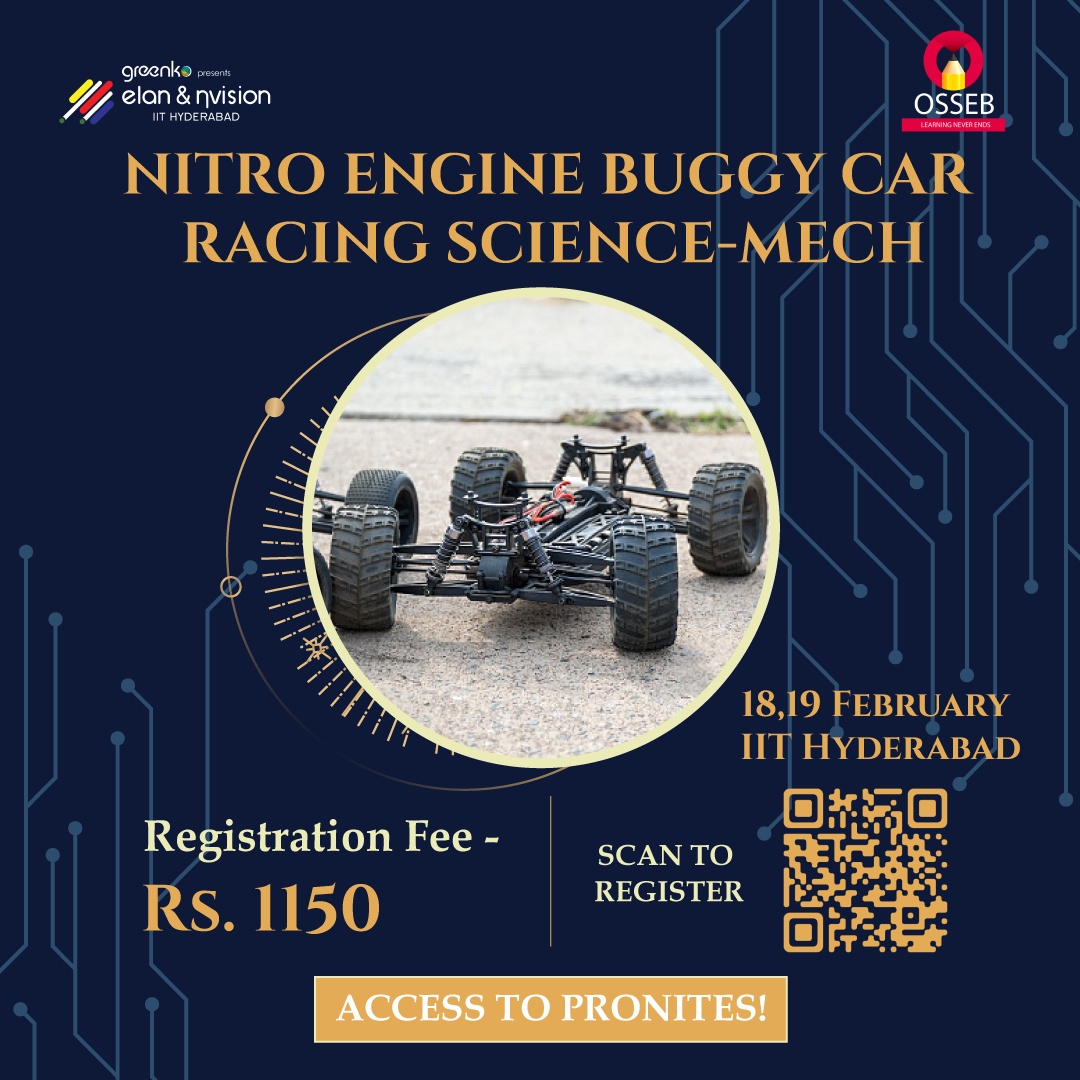 greenko presents
elan & nvision
IIT HYDERABAD
OSSEB
LEARNING NEVER ENDS
NITRO ENGINE BUGGY CAR
RACING SCIENCE-MECH
18,19 February
IIT Hyderabad
Registration Fee -
Rs. 1150
SCAN TO
REGISTER
ACCESS TO PRONITES!